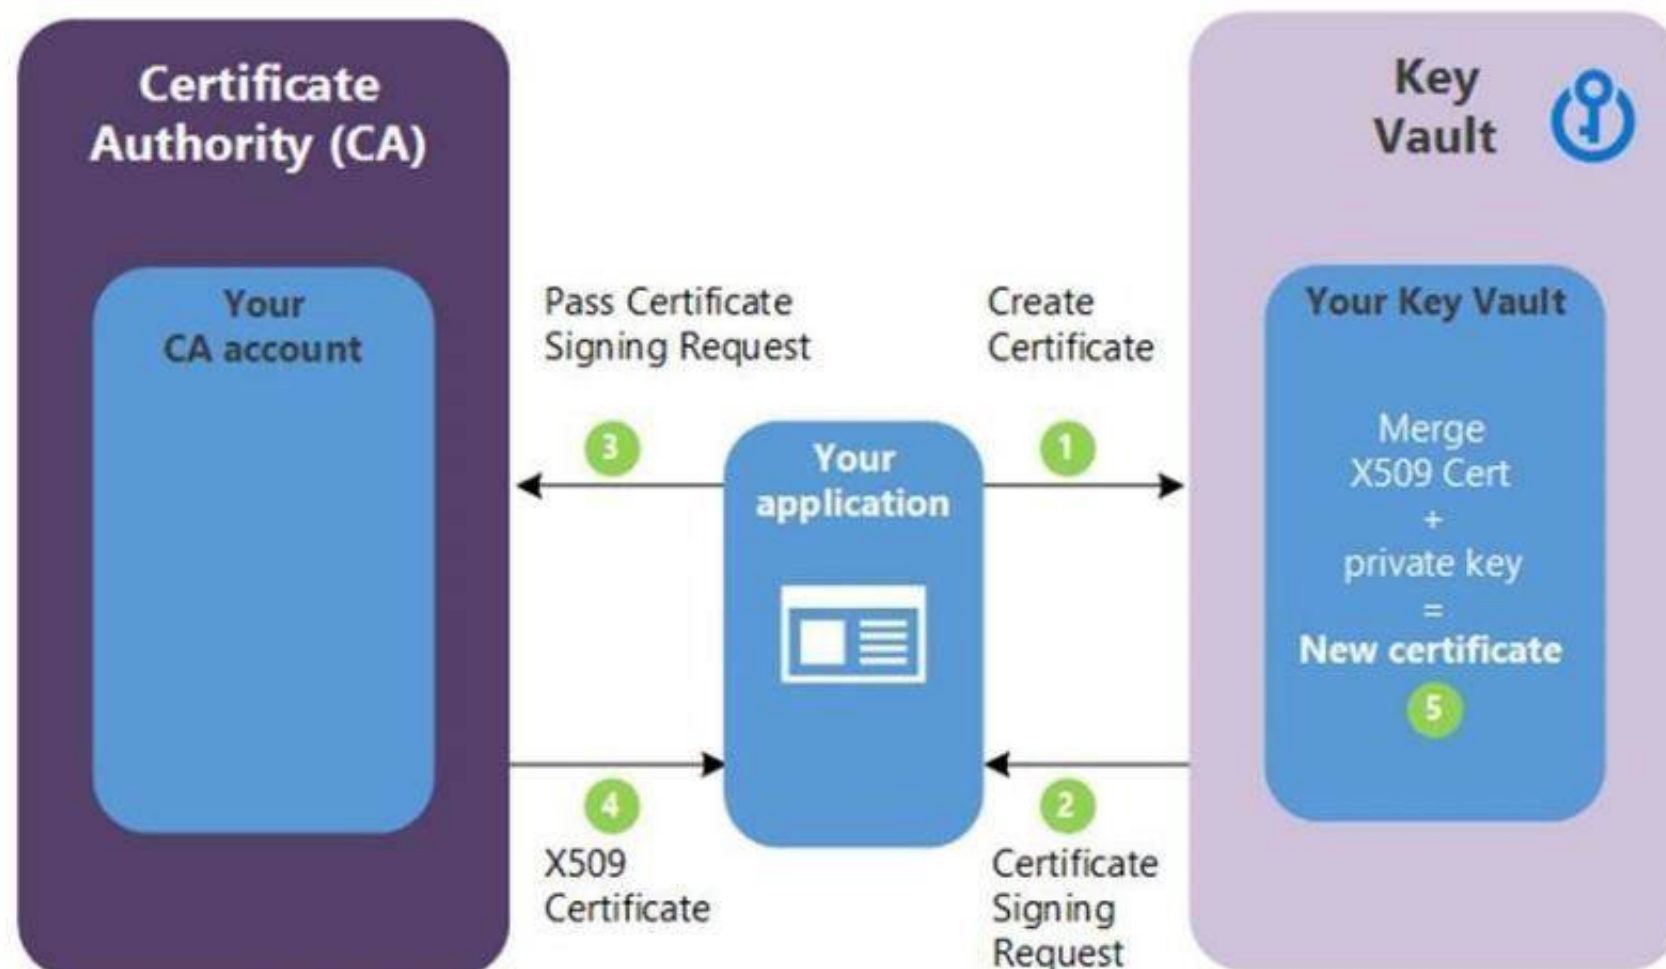 Certificate
Authority (CA)
Your
CA account
Pass Certificate
Signing Request
3
4
X509
Certificate
Your
application
Create
Certificate
1
2
Certificate
Signing
Request
Key
Vault
Your Key Vault
Merge
X509 Cert
+
private key
=
New certificate
5